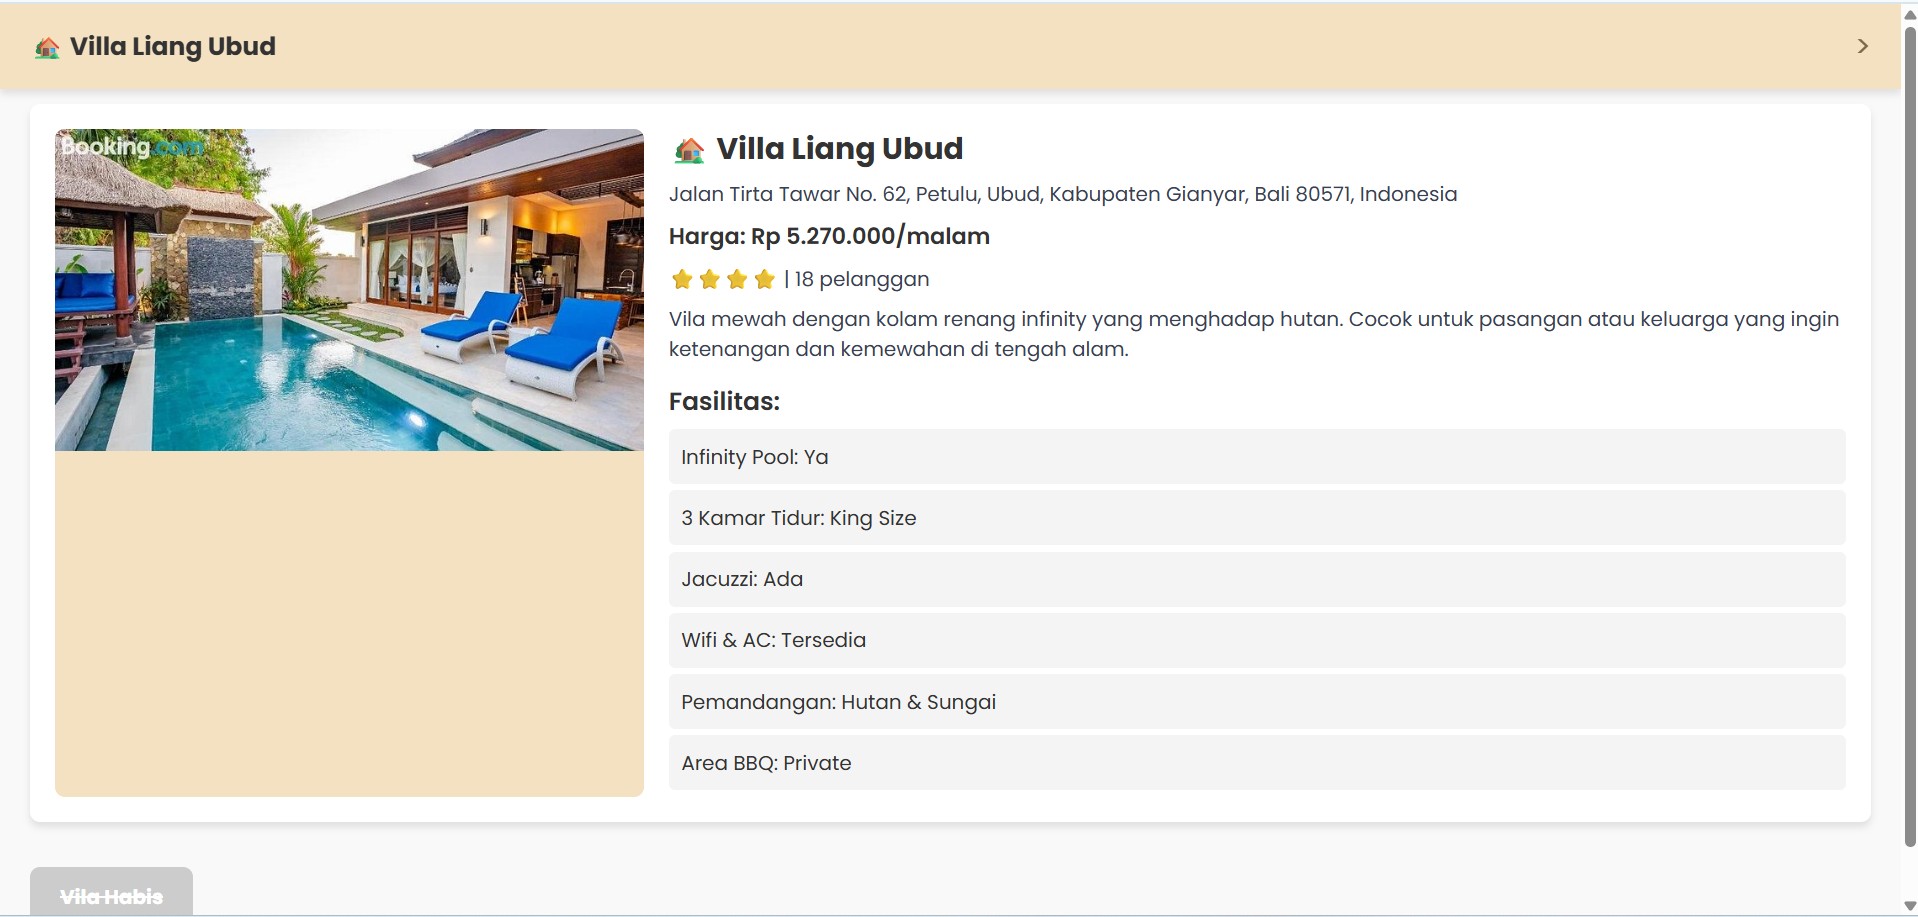 Villa Liang Ubud
>
Booking.com
Villa Liang Ubud
Jalan Tirta Tawar No. 62, Petulu, Ubud, Kabupaten Gianyar, Bali 80571, Indonesia
Harga: Rp 5.270.000/malam
| 18 pelanggan
Vila mewah dengan kolam renang infinity yang menghadap hutan. Cocok untuk pasangan atau keluarga yang ingin
ketenangan dan kemewahan di tengah alam.
Fasilitas:
Infinity Pool: Ya
3 Kamar Tidur: King Size
Jacuzzi: Ada
Wifi & AC: Tersedia
Pemandangan: Hutan & Sungai
Area BBQ: Private
Vila Habis